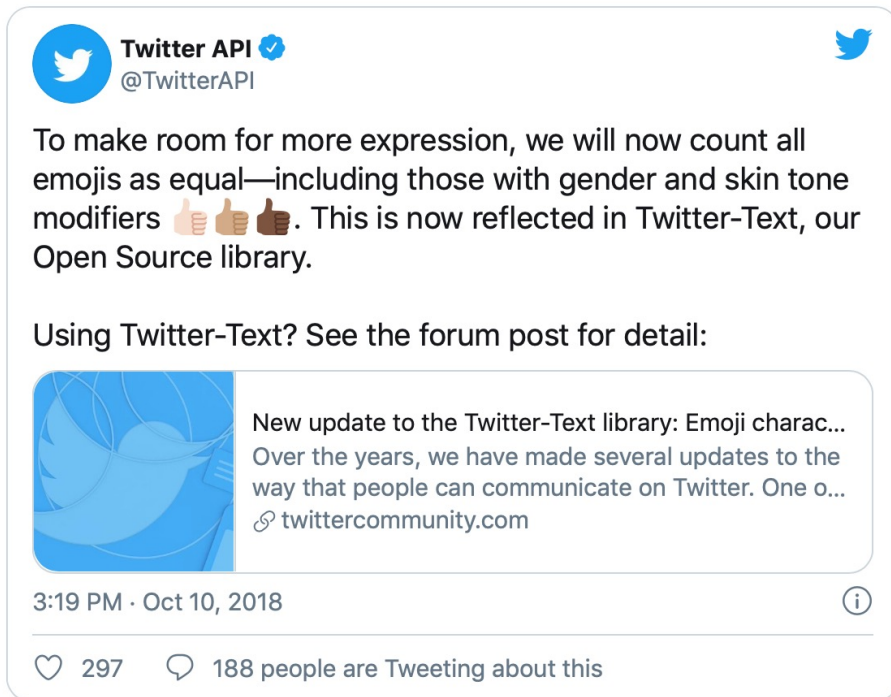 Twitter API
@TwitterAPI
To make room for more expression, we will now count all
emojis as equal—including those with gender and skin tone
modifiers 👍🏻👍🏽👍🏿. This is now reflected in Twitter-Text, our
Open Source library.
Using Twitter-Text? See the forum post for detail:
New update to the Twitter-Text library: Emoji charac...
Over the years, we have made several updates to the
way that people can communicate on Twitter. One o...
twittercommunity.com
3:19 PM · Oct 10, 2018
297
188 people are Tweeting about this